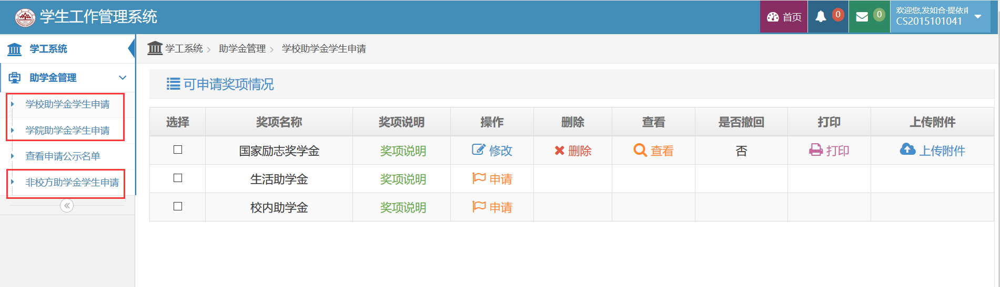 学生工作管理系统
首页
0
0
欢迎您,发如合·提依甫
CS2015101041
学工系统
助学金管理
学校助学金学生申请
学院助学金学生申请
查看申请公示名单
非校方助学金学生申请
学工系统 > 助学金管理 > 学校助学金学生申请
可申请奖项情况
选择 奖项名称 奖项说明 操作 删除 查看 是否撤回 打印 上传附件
国家励志奖学金 奖项说明 修改 删除 查看 否 打印 上传附件
生活助学金 奖项说明 申请
校内助学金 奖项说明 申请